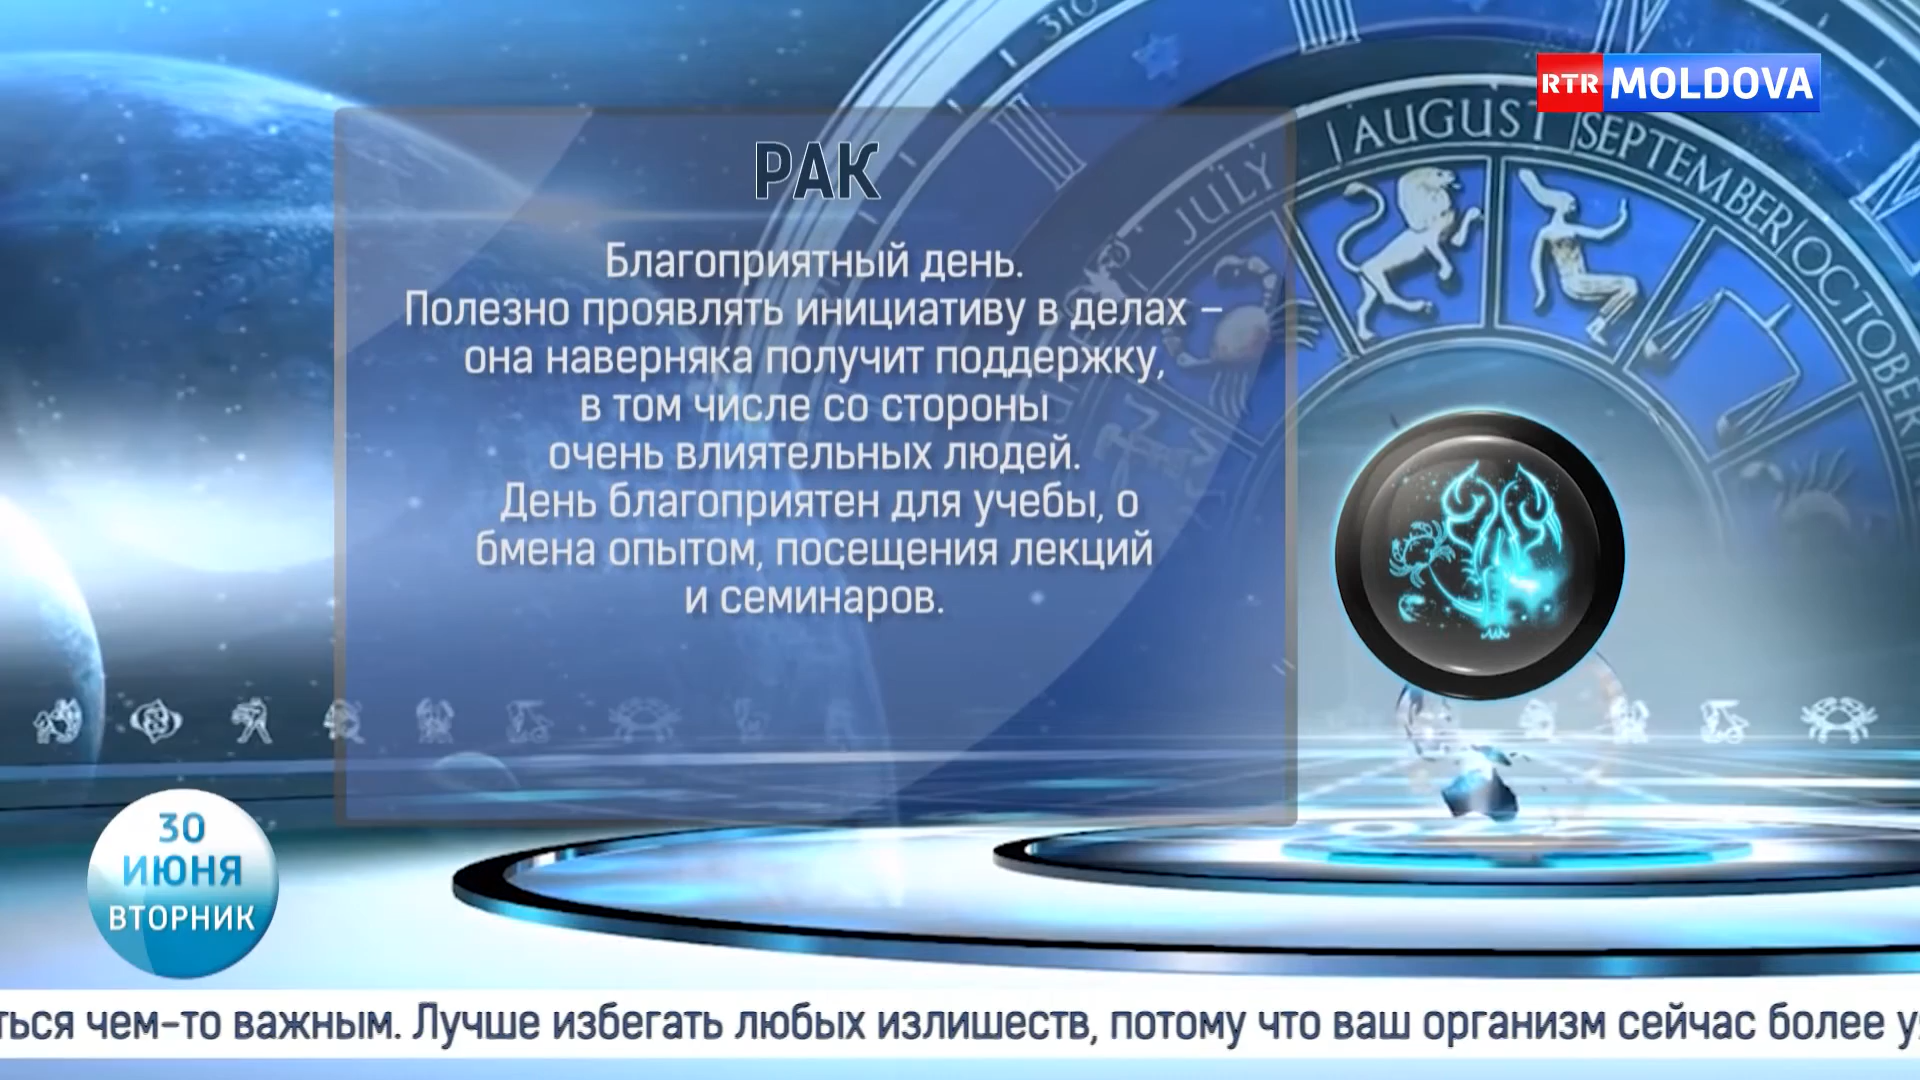 310
RTR MOLDOVA
JULY
AUGUST
SEPTEMBER
OCTOBER
РАК
Благоприятный день.
Полезно проявлять инициативу в делах –
она наверняка получит поддержку,
в том числе со стороны
очень влиятельных людей.
День благоприятен для учебы, о
бмена опытом, посещения лекций
и семинаров.
30
ИЮНЯ
ВТОРНИК
ться чем-то важным. Лучше избегать любых излишеств, потому что ваш организм сейчас более